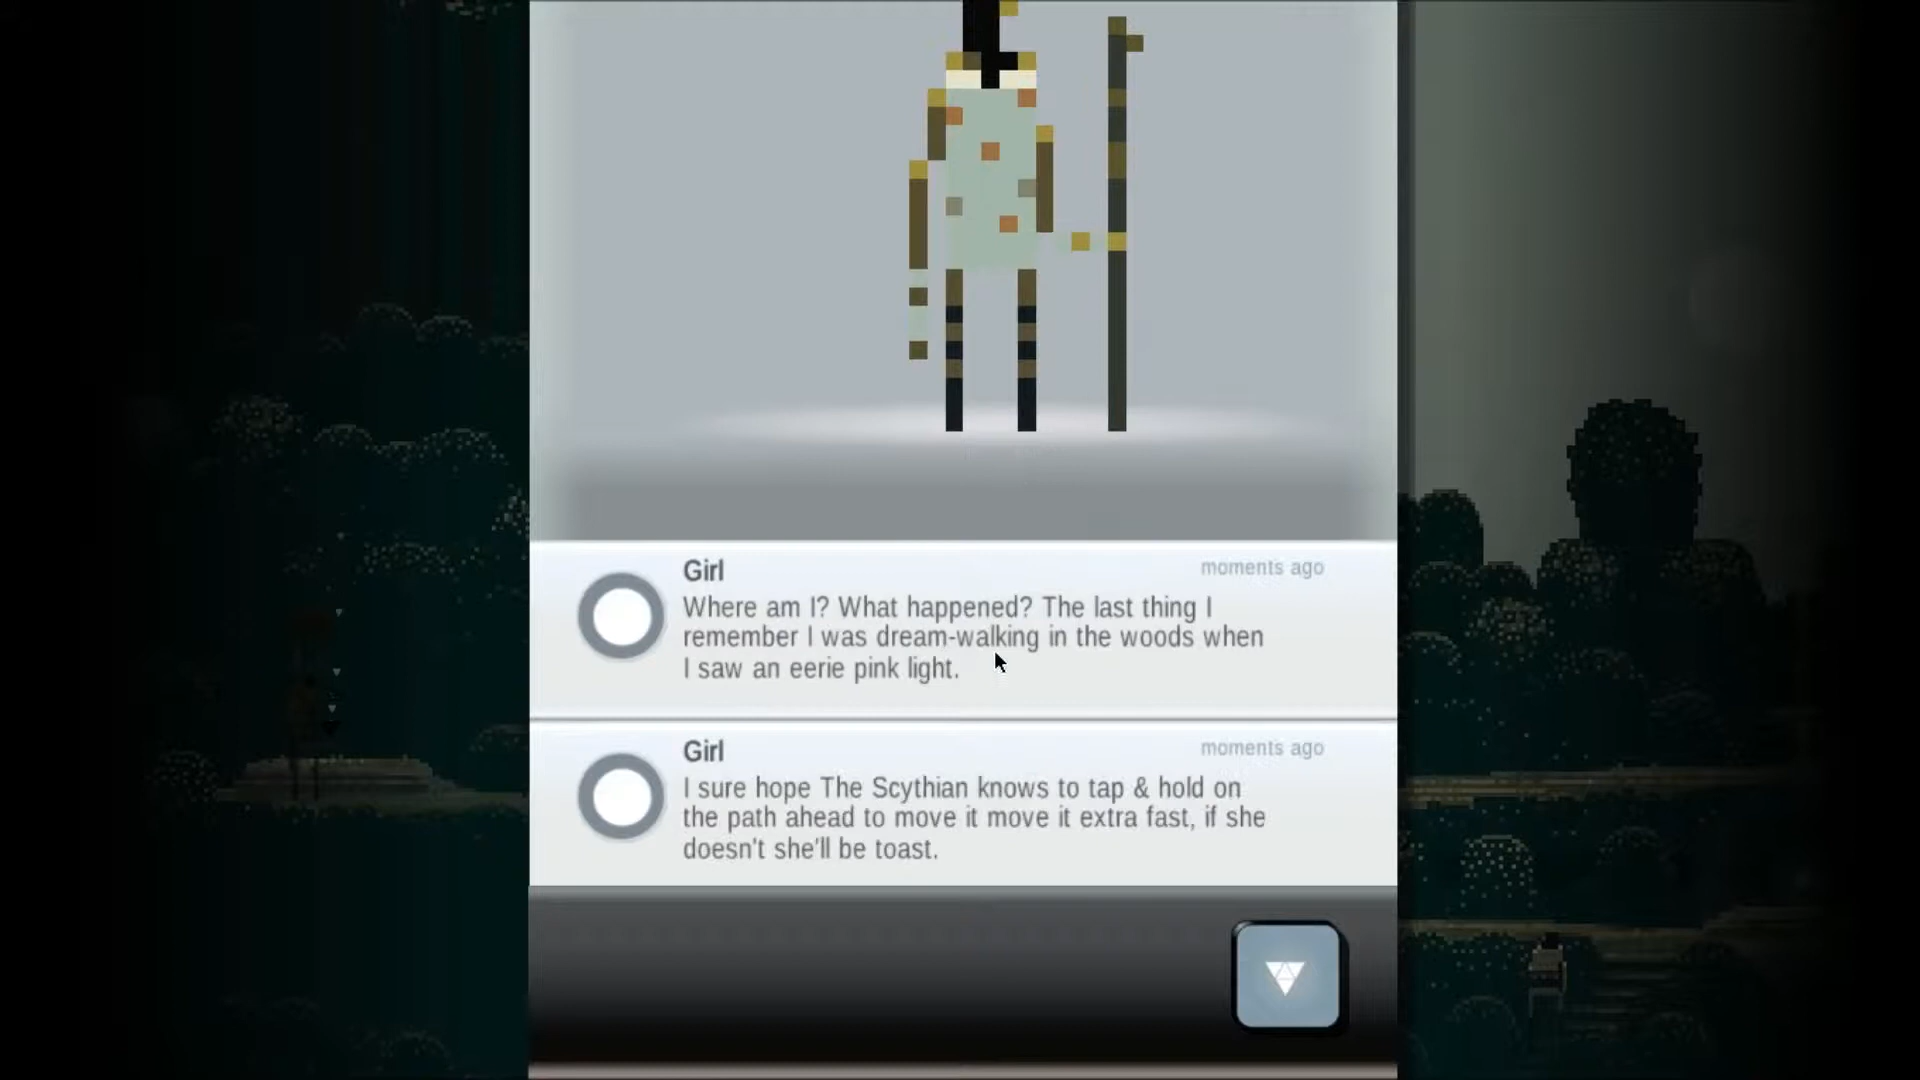 Girl
moments ago
Where am I? What happened? The last thing I
remember I was dream-walking in the woods when
I saw an eerie pink light.
Girl
moments ago
I sure hope The Scythian knows to tap & hold on
the path ahead to move it move it extra fast, if she
doesn't she'll be toast.